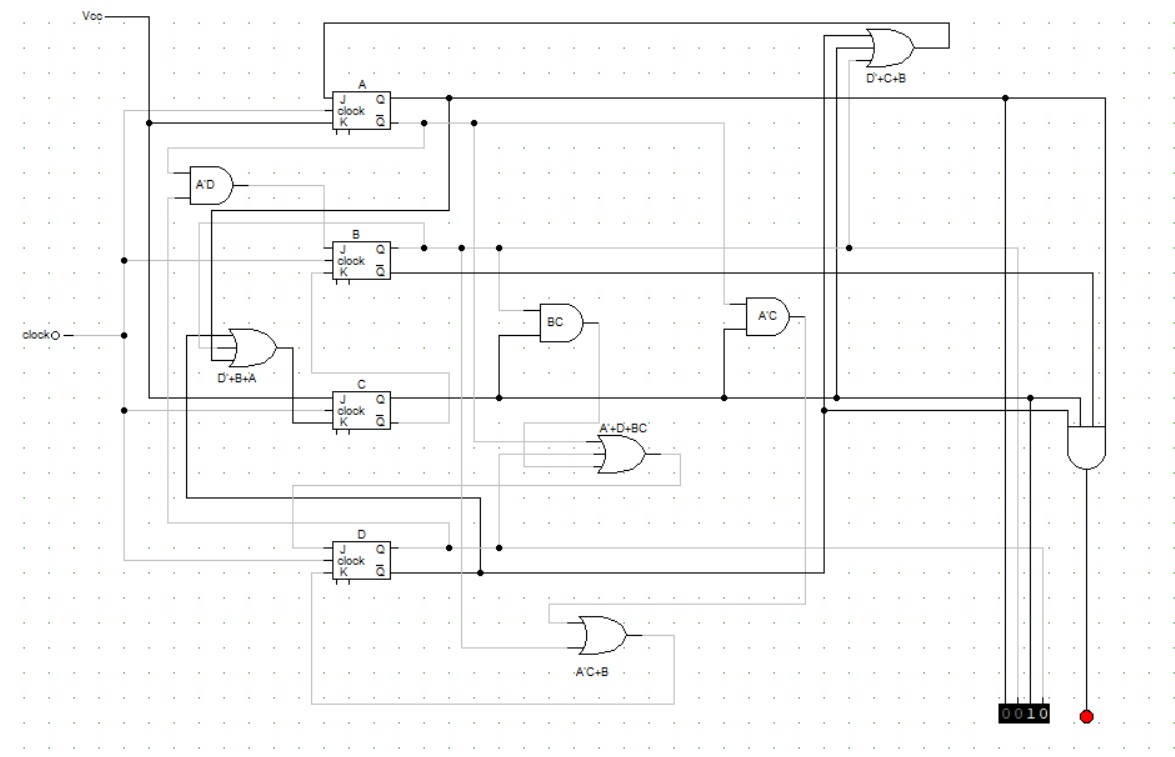 Vcc
D'+C+B
A
J Q
clock
K Q̅
A'D
B
J Q
clock
K Q̅
BC
A'C
clock
D'+B+A
C
J Q
clock
K Q̅
A'+D+BC
D
J Q
clock
K Q̅
A'C+B
0010